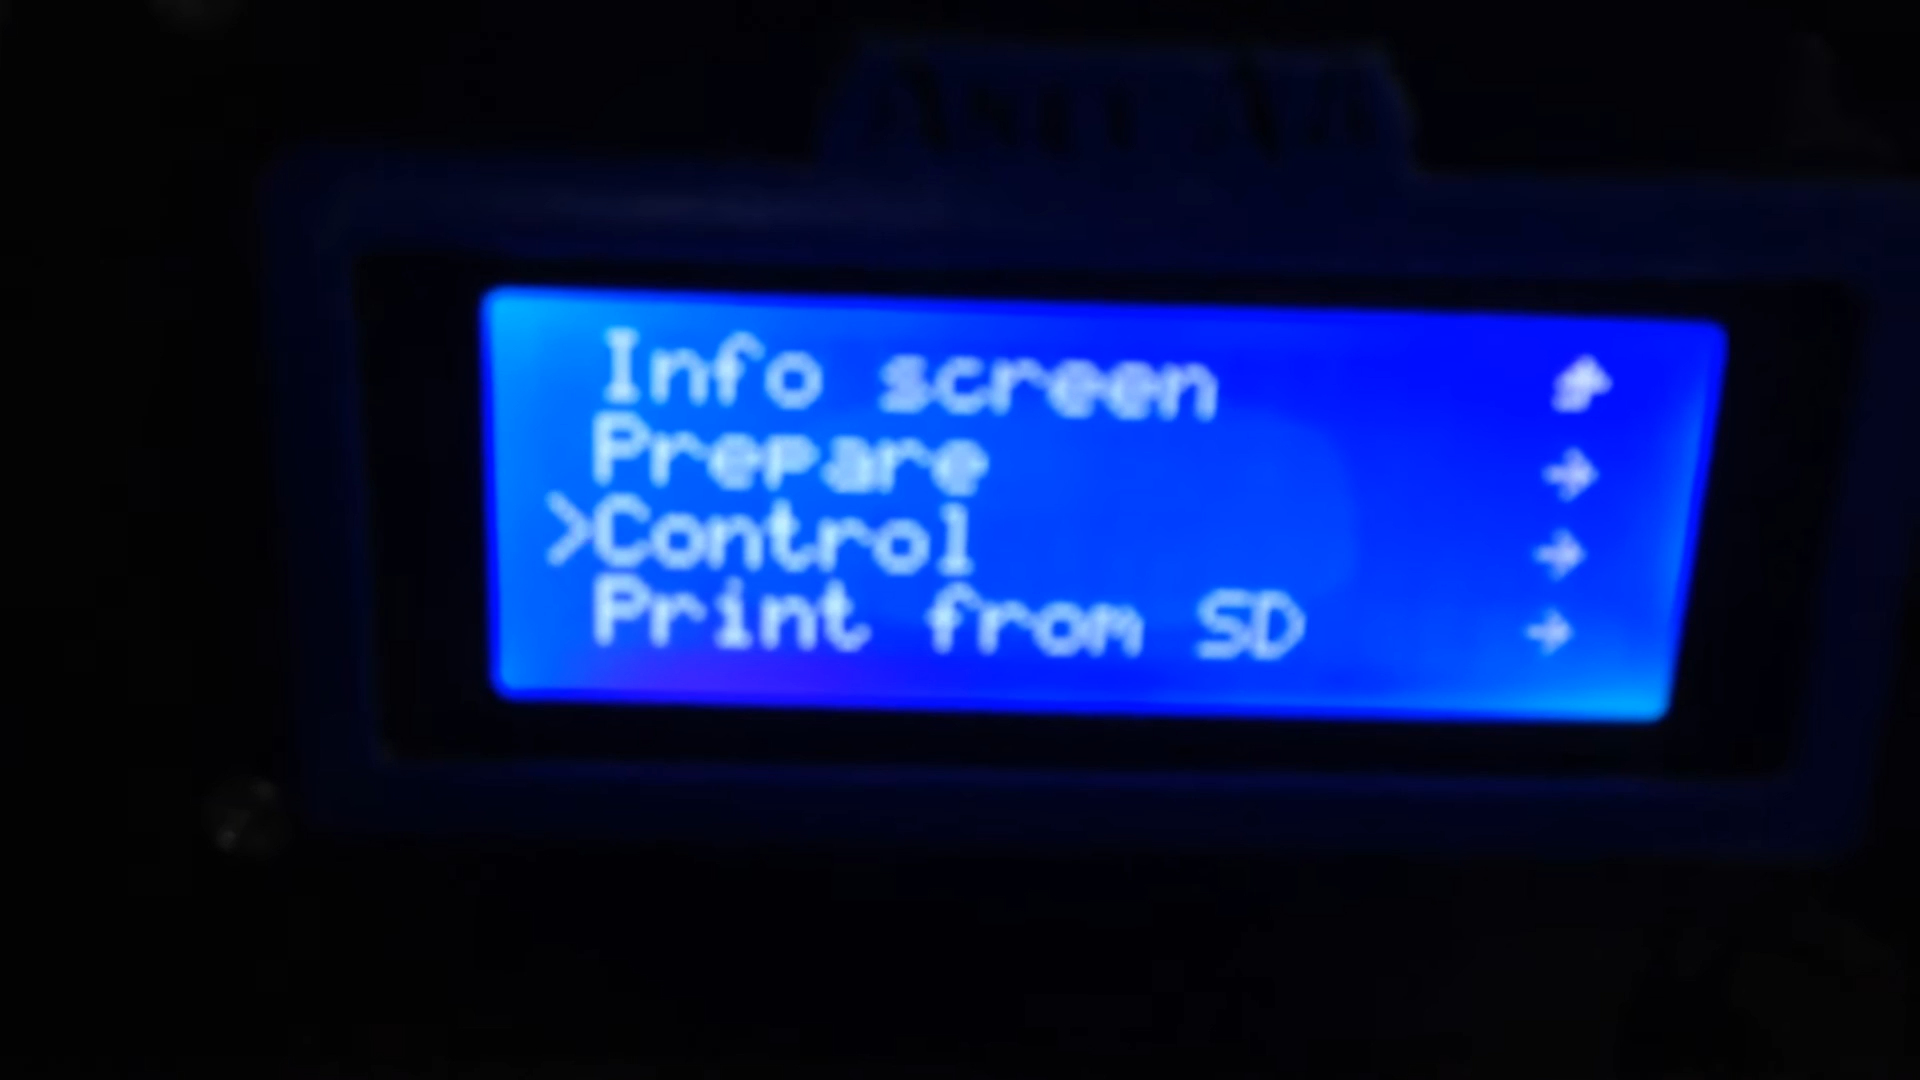 Info screen
Prepare
>Control
Print from SD